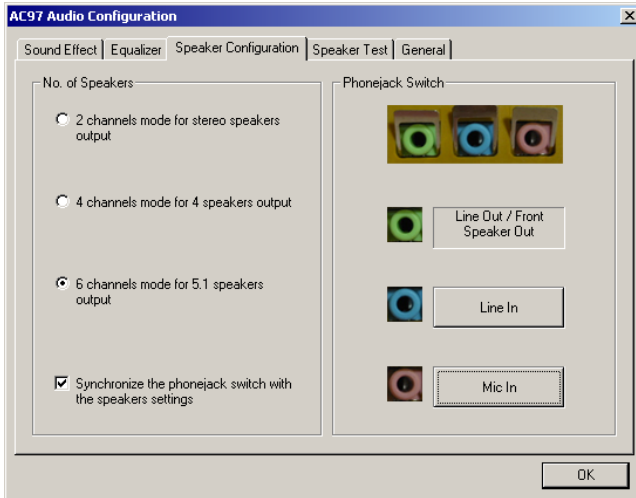 AC97 Audio Configuration
Sound Effect
Equalizer
Speaker Configuration
Speaker Test
General
No. of Speakers
2 channels mode for stereo speakers
output
4 channels mode for 4 speakers output
6 channels mode for 5.1 speakers
output
Synchronize the phonejack switch with
the speakers settings
Phonejack Switch
Line Out / Front
Speaker Out
Line In
Mic In
OK